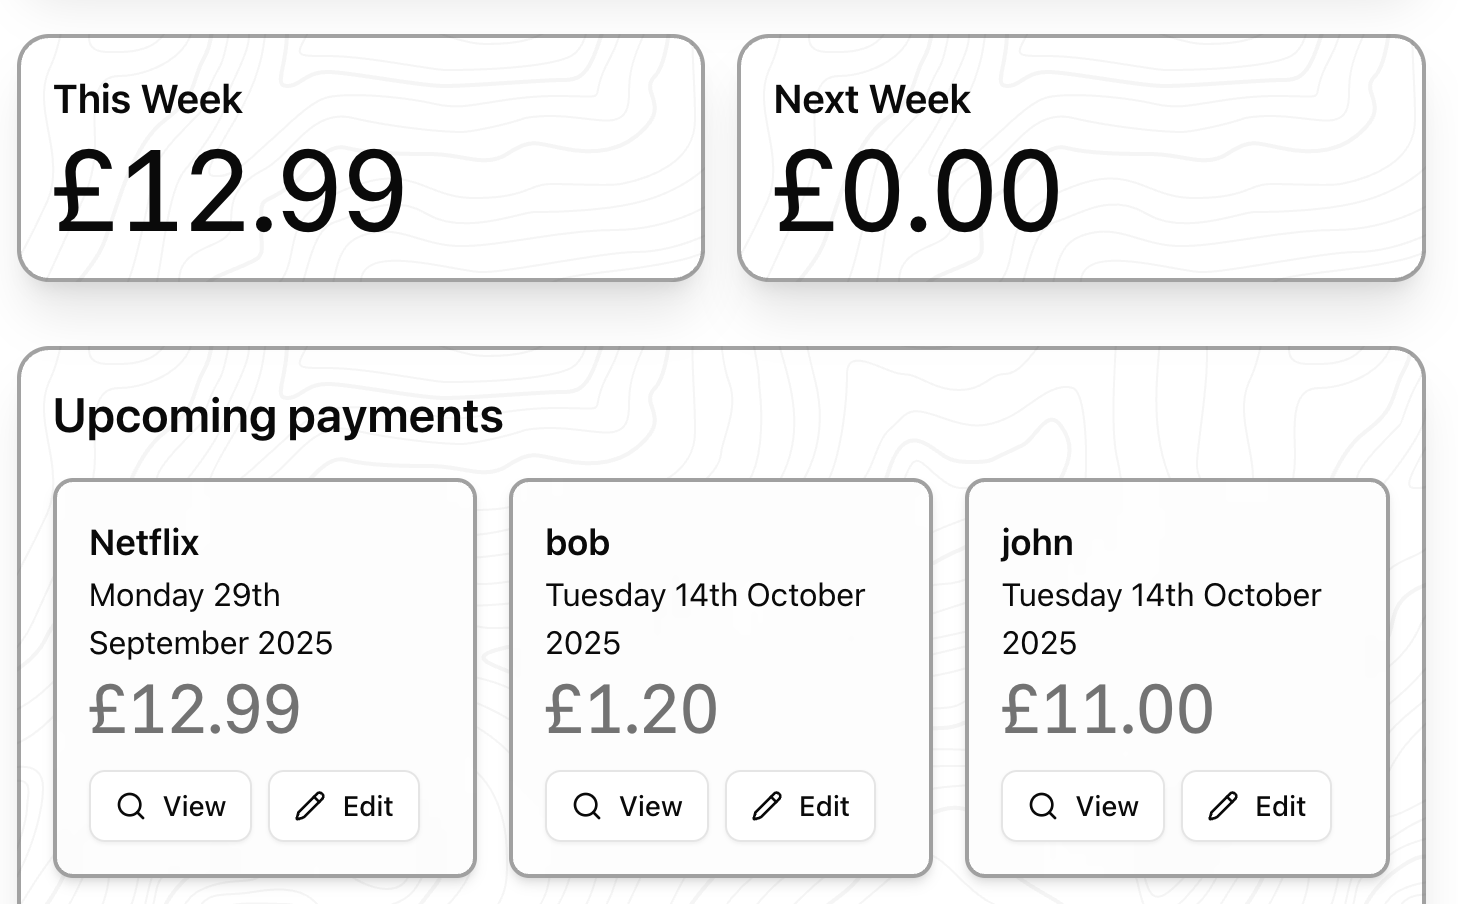 This Week
£12.99
Next Week
£0.00
Upcoming payments
Netflix
Monday 29th
September 2025
£12.99
View
Edit
bob
Tuesday 14th October
2025
£1.20
View
Edit
john
Tuesday 14th October
2025
£11.00
View
Edit